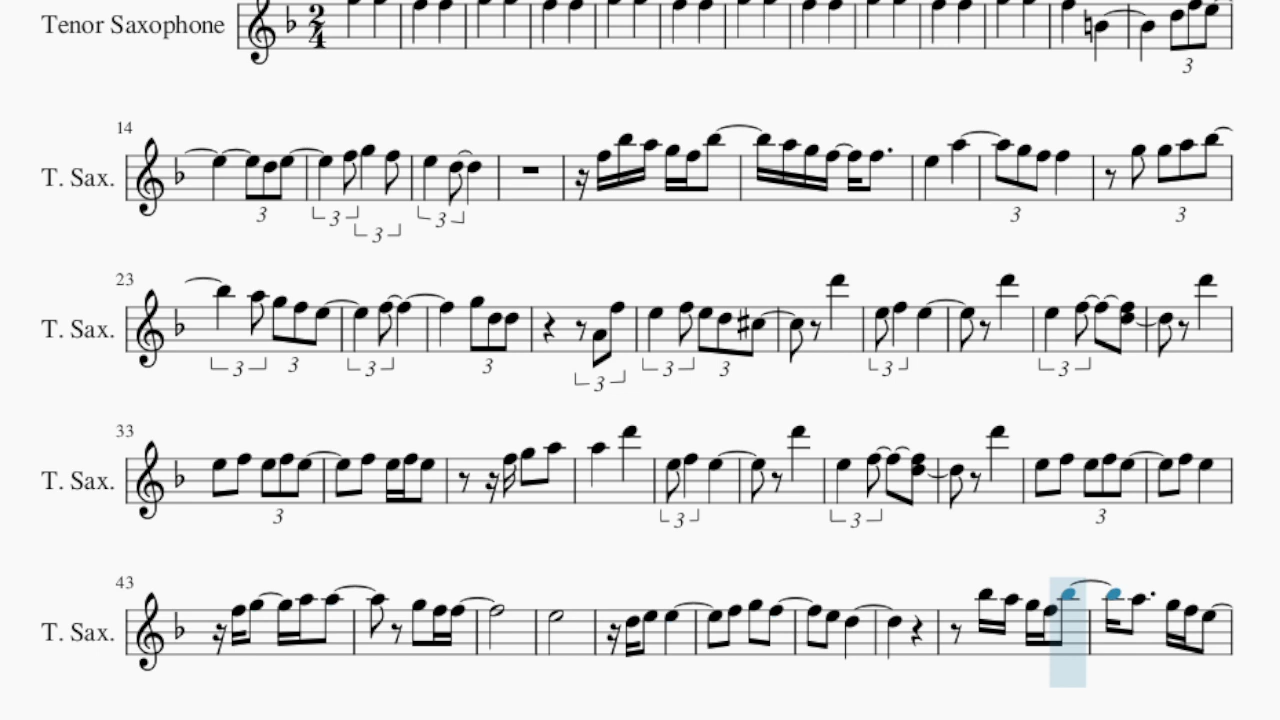 Tenor Saxophone 2 4
3
14
T. Sax.
3 3 3 3 3 3
23
T. Sax.
3 3 3 3 3 3 3 3 3
33
T. Sax.
3 3 3 3
43
T. Sax.